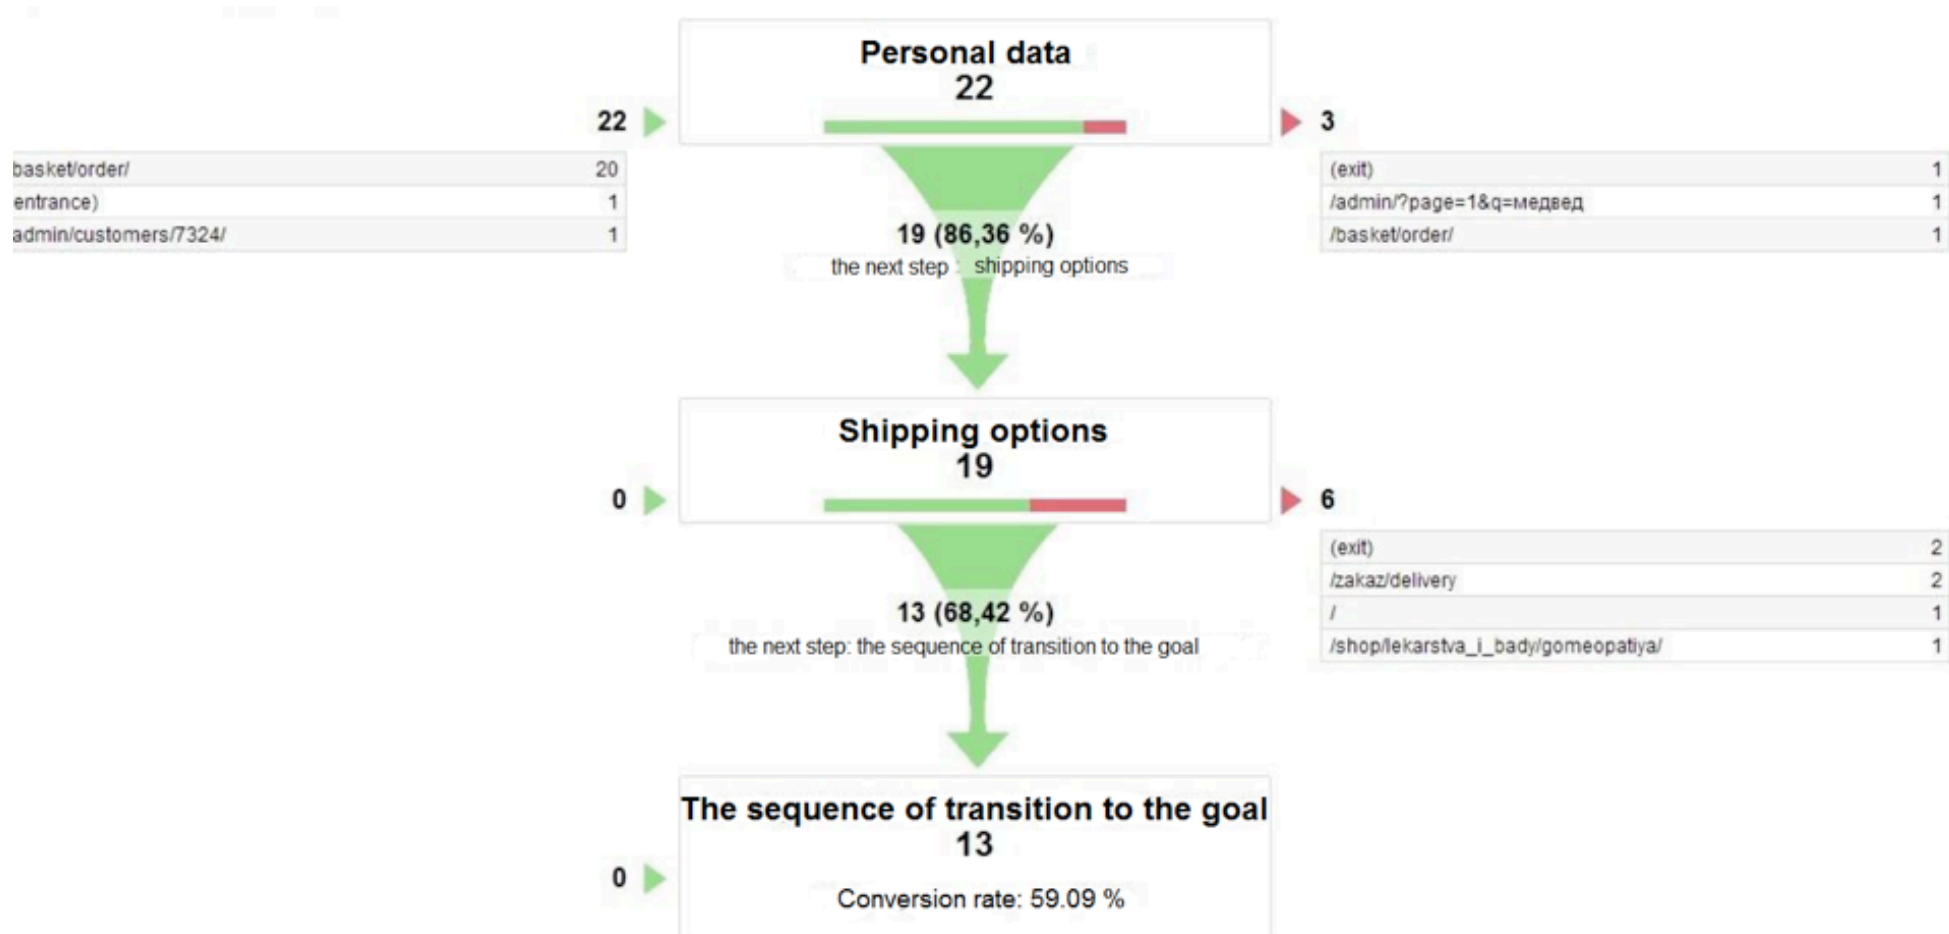 Personal data
22
22
3
basket/order/ 20
entrance) 1
admin/customers/7324/ 1
(exit) 1
/admin/?page=1&q=медвед 1
/basket/order/ 1
19 (86,36 %)
the next step : shipping options
Shipping options
19
0
6
(exit) 2
/zakaz/delivery 2
/ 1
/shop/lekarstva_i_bady/gomeopatiya/ 1
13 (68,42 %)
the next step: the sequence of transition to the goal
The sequence of transition to the goal
13
0
Conversion rate: 59.09 %